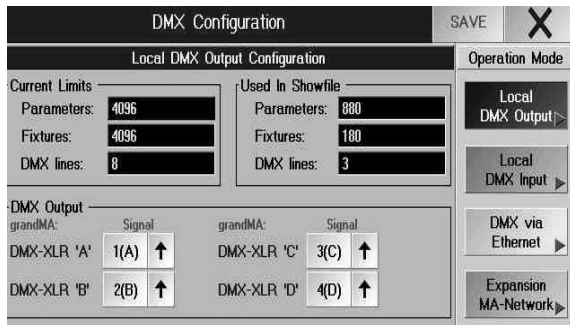 DMX Configuration SAVE X
Local DMX Output Configuration Operation Mode
Current Limits Used In Showfile
Parameters: 4096 Parameters: 880
Fixtures: 4096 Fixtures: 180
DMX lines: 8 DMX lines: 3
Local DMX Output
Local DMX Input
DMX Output
grandMA: Signal grandMA: Signal
DMX-XLR 'A' 1(A) DMX-XLR 'C' 3(C)
DMX-XLR 'B' 2(B) DMX-XLR 'D' 4(D)
DMX via Ethernet
Expansion MA-Network